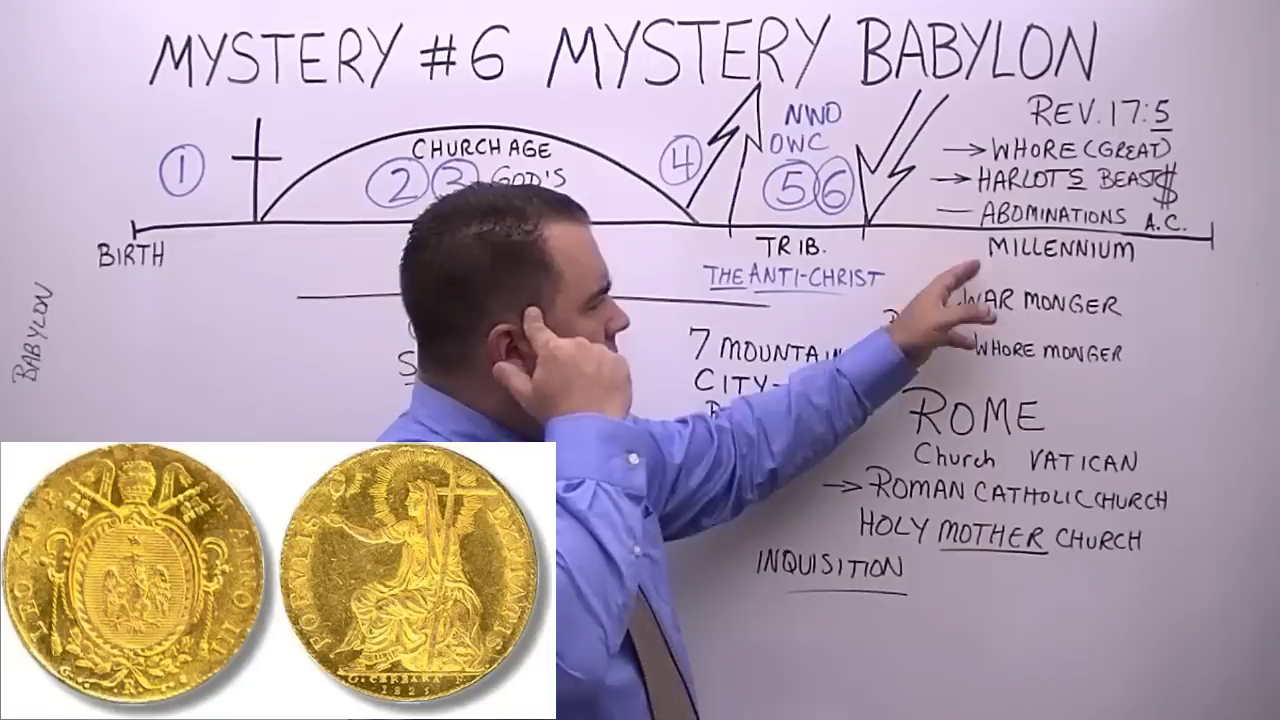 MYSTERY #6 MYSTERY BABYLON
REV. 17:5
→ WHORE (GREAT)
→ HARLOTS BEAST $
— ABOMINATIONS
A.C.
NWO
OWC
CHURCH AGE
GOD'S
1
2
3
4
5
6
BIRTH
TRIB.
THE ANTI-CHRIST
MILLENNIUM
BABYLON
WAR MONGER
WHORE MONGER
7 MOUNTAIN
CITY-
ROME
Church VATICAN
→ ROMAN CATHOLIC CHURCH
HOLY MOTHER CHURCH
INQUISITION